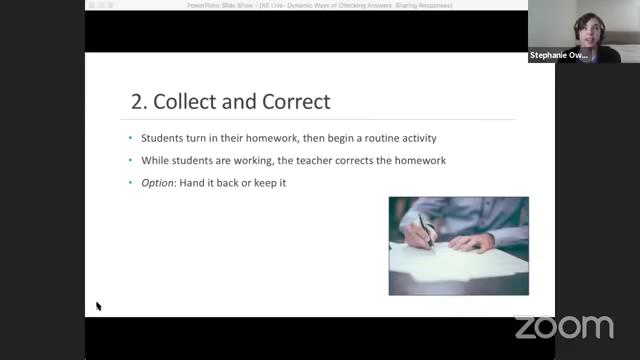 PowerPoint Slide Show - [AE Live- Dynamic Ways of Checking Answers Sharing Responses]
Stephanie Ow...
2. Collect and Correct
• Students turn in their homework, then begin a routine activity
• While students are working, the teacher corrects the homework
• Option: Hand it back or keep it
zoom